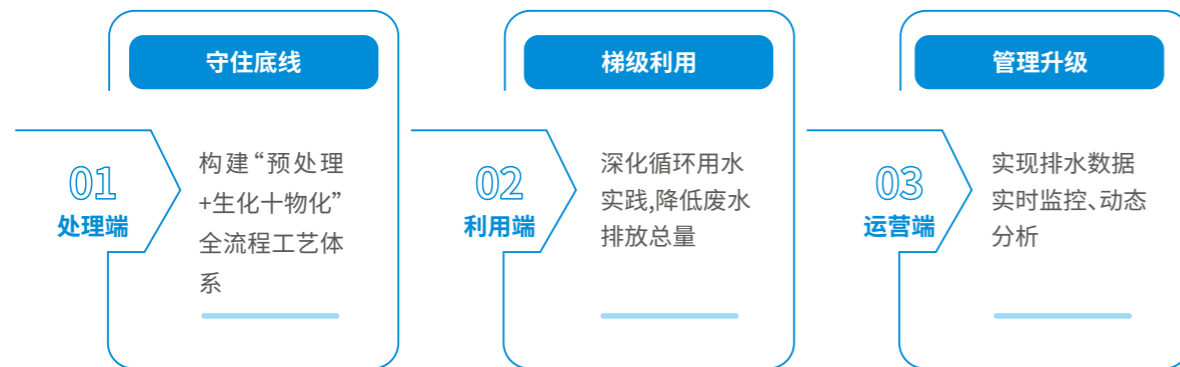 守住底线
01
处理端
构建“预处理
+生化十物化”
全流程工艺体
系
梯级利用
02
利用端
深化循环用水
实践,降低废水
排放总量
管理升级
03
运营端
实现排水数据
实时监控、动态
分析